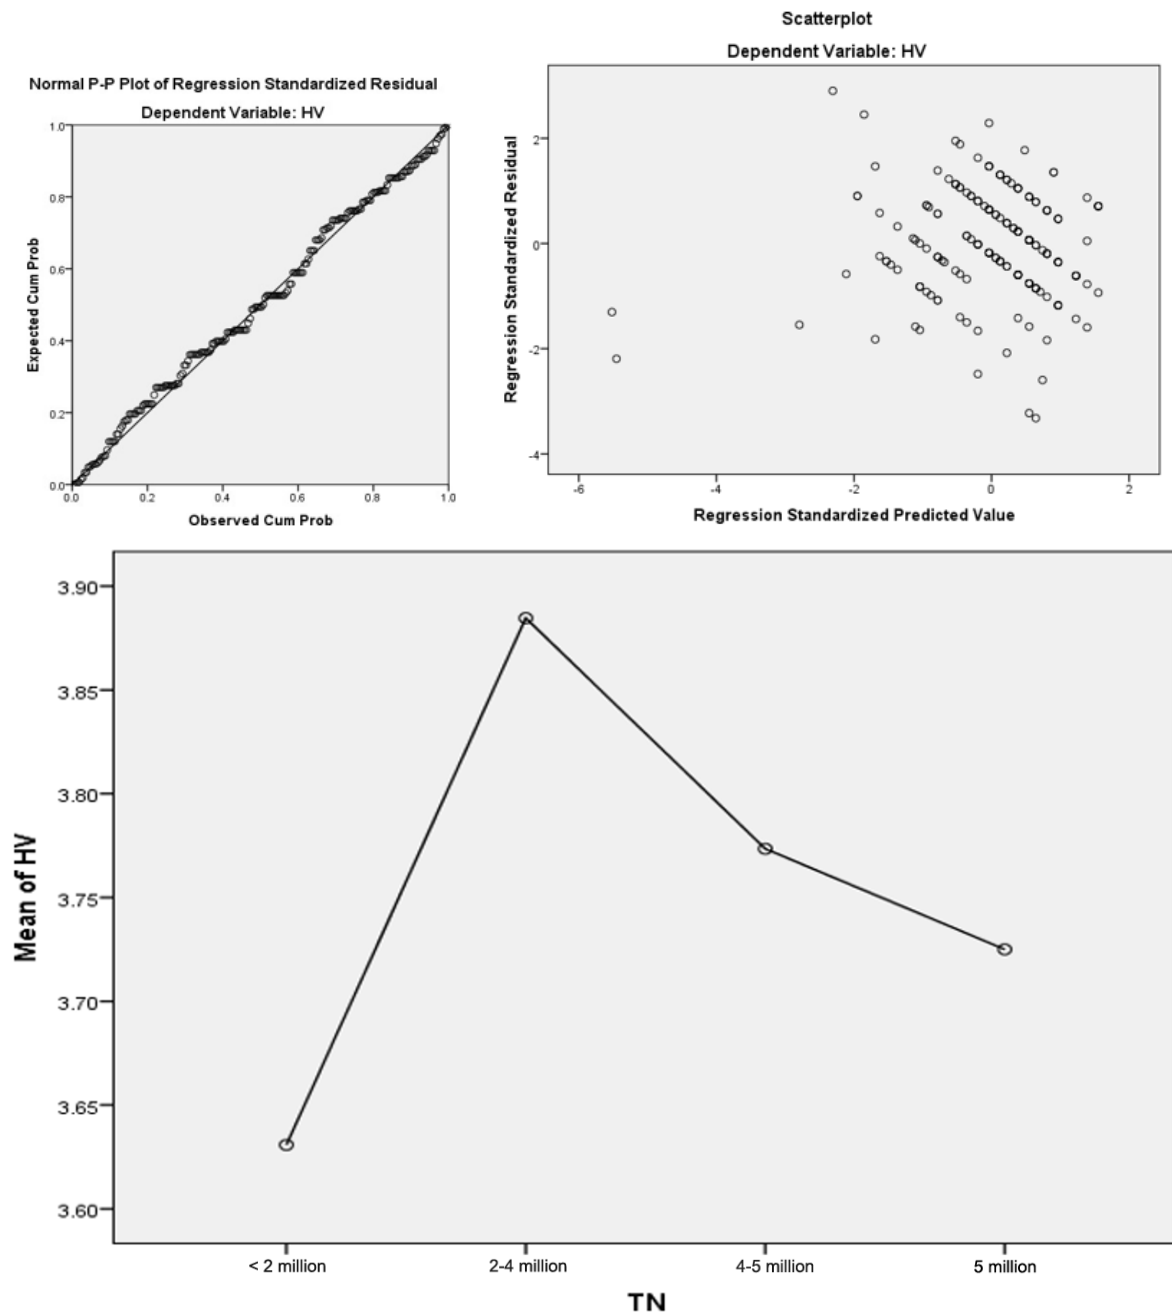 Normal P-P Plot of Regression Standardized Residual
Dependent Variable: HV
1.0
0.8
0.6
0.4
0.2
0.0
Expected Cum Prob
0.0 0.2 0.4 0.6 0.8 1.0
Observed Cum Prob
Scatterplot
Dependent Variable: HV
2
0
-2
-4
Regression Standardized Residual
-6 -4 -2 0 2
Regression Standardized Predicted Value
3.90
3.85
3.80
3.75
3.70
3.65
3.60
Mean of HV
< 2 million 2-4 million 4-5 million 5 million
TN